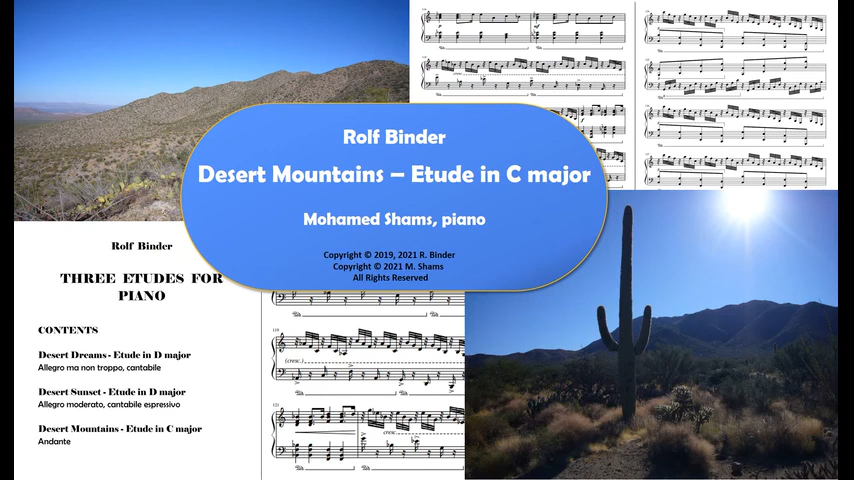 Rolf Binder
Desert Mountains – Etude in C major
Mohamed Shams, piano
Copyright © 2019, 2021 R. Binder
Copyright © 2021 M. Shams
All Rights Reserved
Rolf Binder
THREE ETUDES FOR
PIANO
CONTENTS
Desert Dreams - Etude in D major
Allegro ma non troppo, cantabile
Desert Sunset - Etude in D major
Allegro moderato, cantabile espressivo
Desert Mountains - Etude in C major
Andante
(cresc.)
cresc.